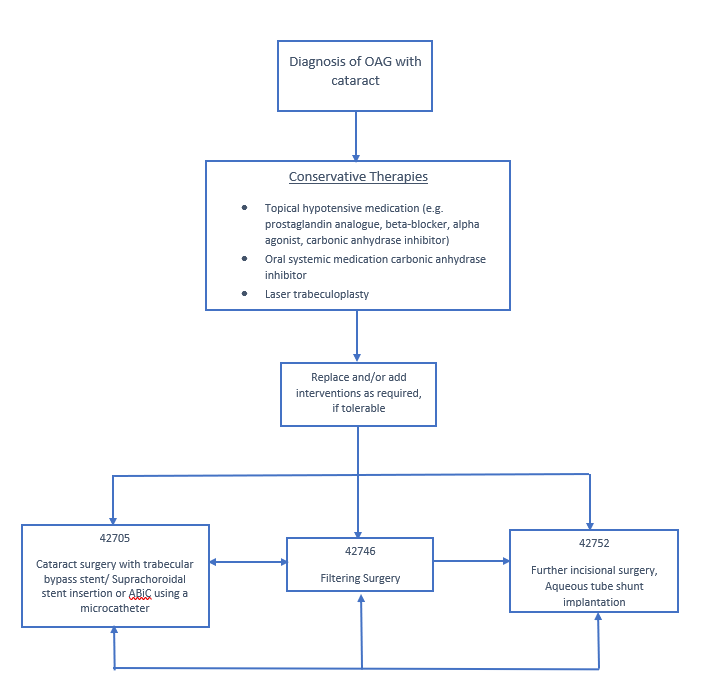 Diagnosis of OAG with
cataract
Conservative Therapies
• Topical hypotensive medication (e.g.
prostaglandin analogue, beta-blocker, alpha
agonist, carbonic anhydrase inhibitor)
• Oral systemic medication carbonic anhydrase
inhibitor
• Laser trabeculoplasty
Replace and/or add
interventions as required,
if tolerable
42705
Cataract surgery with trabecular
bypass stent/ Suprachoroidal
stent insertion or ABiC using a
microcatheter
42746
Filtering Surgery
42752
Further incisional surgery,
Aqueous tube shunt
implantation